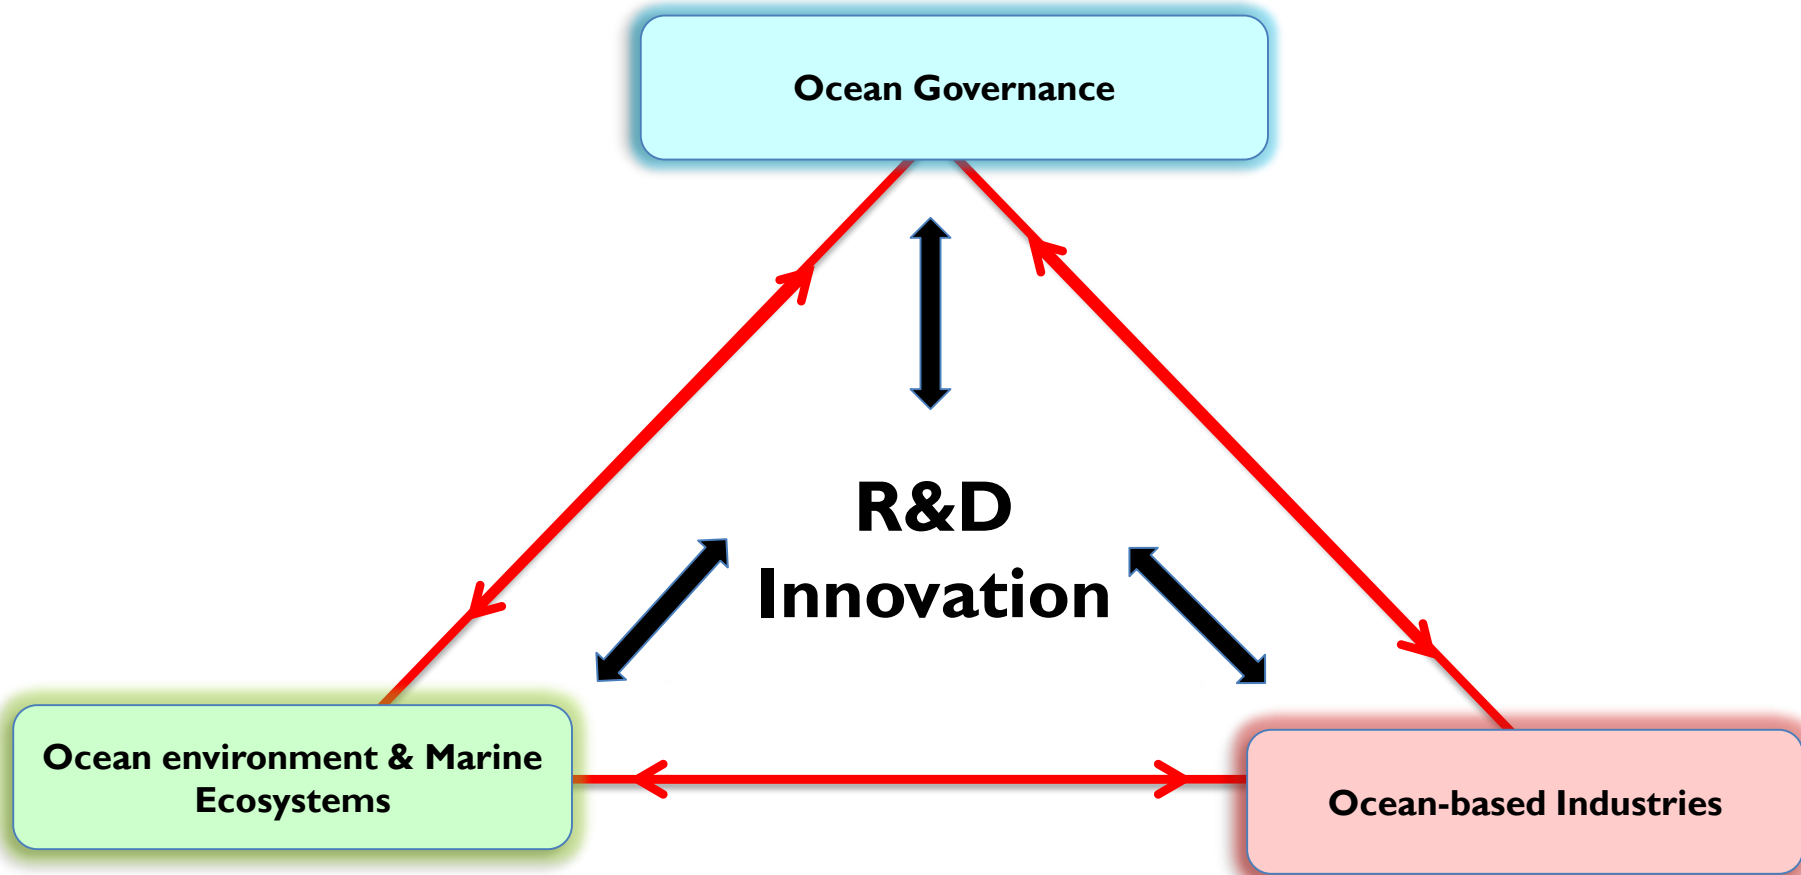 Ocean Governance
R&D
Innovation
Ocean environment & Marine
Ecosystems
Ocean-based Industries